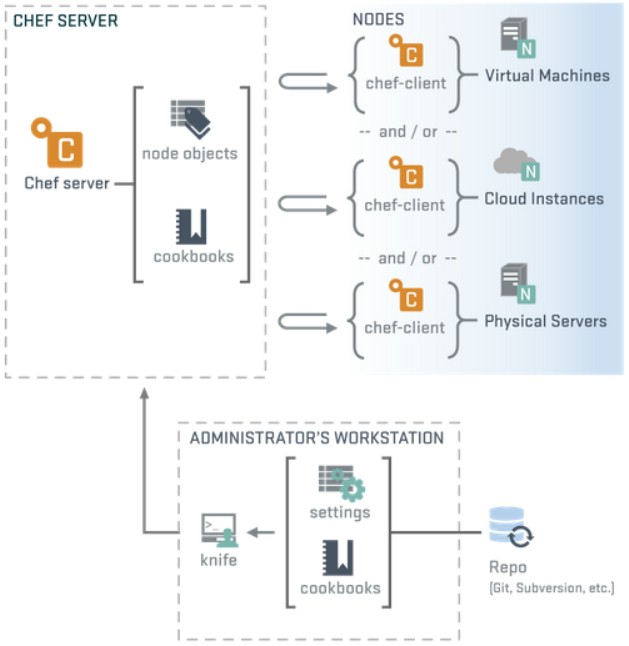 CHEF SERVER
C
Chef server
node objects
cookbooks
NODES
C
chef-client
N
Virtual Machines
-- and / or --
C
chef-client
N
Cloud Instances
-- and / or --
C
chef-client
N
Physical Servers
ADMINISTRATOR'S WORKSTATION
settings
>_
knife
cookbooks
Repo
(Git, Subversion, etc.)